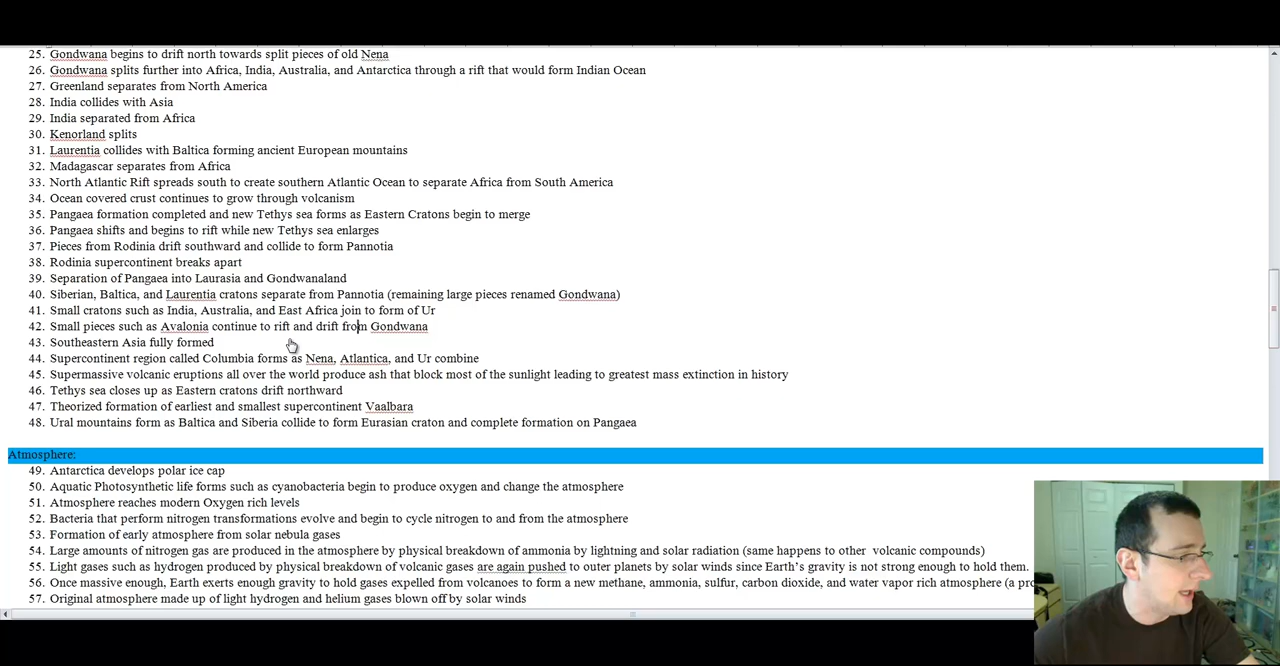 25. Gondwana begins to drift north towards split pieces of old Nena
26. Gondwana splits further into Africa, India, Australia, and Antarctica through a rift that would form Indian Ocean
27. Greenland separates from North America
28. India collides with Asia
29. India separated from Africa
30. Kenorland splits
31. Laurentia collides with Baltica forming ancient European mountains
32. Madagascar separates from Africa
33. North Atlantic Rift spreads south to create southern Atlantic Ocean to separate Africa from South America
34. Ocean covered crust continues to grow through volcanism
35. Pangaea formation completed and new Tethys sea forms as Eastern Cratons begin to merge
36. Pangaea shifts and begins to rift while new Tethys sea enlarges
37. Pieces from Rodinia drift southward and collide to form Pannotia
38. Rodinia supercontinent breaks apart
39. Separation of Pangaea into Laurasia and Gondwanaland
40. Siberian, Baltica, and Laurentia cratons separate from Pannotia (remaining large pieces renamed Gondwana)
41. Small cratons such as India, Australia, and East Africa join to form of Ur
42. Small pieces such as Avalonia continue to rift and drift from Gondwana
43. Southeastern Asia fully formed
44. Supercontinent region called Columbia forms as Nena, Atlantica, and Ur combine
45. Supermassive volcanic eruptions all over the world produce ash that block most of the sunlight leading to greatest mass extinction in history
46. Tethys sea closes up as Eastern cratons drift northward
47. Theorized formation of earliest and smallest supercontinent Vaalbara
48. Ural mountains form as Baltica and Siberia collide to form Eurasian craton and complete formation on Pangaea
Atmosphere:
49. Antarctica develops polar ice cap
50. Aquatic Photosynthetic life forms such as cyanobacteria begin to produce oxygen and change the atmosphere
51. Atmosphere reaches modern Oxygen rich levels
52. Bacteria that perform nitrogen transformations evolve and begin to cycle nitrogen to and from the atmosphere
53. Formation of early atmosphere from solar nebula gases
54. Large amounts of nitrogen gas are produced in the atmosphere by physical breakdown of ammonia by lightning and solar radiation (same happens to other volcanic compounds)
55. Light gases such as hydrogen produced by physical breakdown of volcanic gases are again pushed to outer planets by solar winds since Earth's gravity is not strong enough to hold them.
56. Once massive enough, Earth exerts enough gravity to hold gases expelled from volcanoes to form a new methane, ammonia, sulfur, carbon dioxide, and water vapor rich atmosphere (a
57. Original atmosphere made up of light hydrogen and helium gases blown off by solar winds